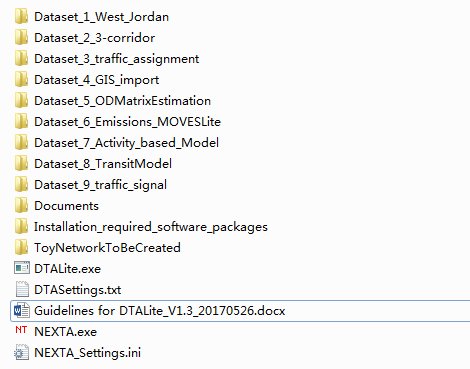 Dataset_1_West_Jordan
Dataset_2_3-corridor
Dataset_3_traffic_assignment
Dataset_4_GIS_import
Dataset_5_ODMatrixEstimation
Dataset_6_Emissions_MOVESLite
Dataset_7_Activity_based_Model
Dataset_8_TransitModel
Dataset_9_traffic_signal
Documents
Installation_required_software_packages
ToyNetworkToBeCreated
DTALite.exe
DTASettings.txt
Guidelines for DTALite_V1.3_20170526.docx
NEXTA.exe
NEXTA_Settings.ini